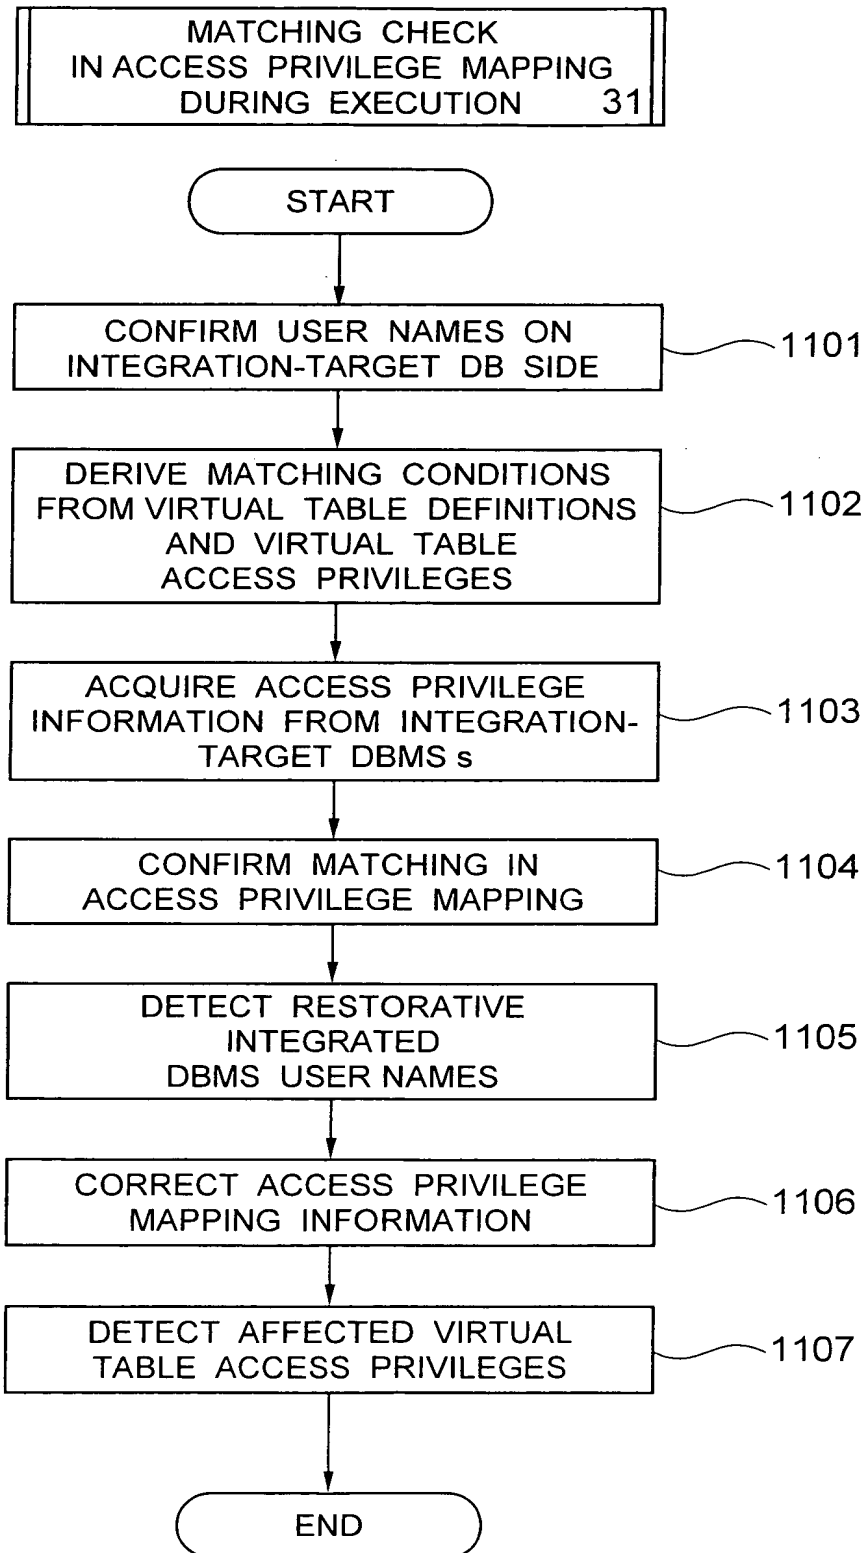 MATCHING CHECK
IN ACCESS PRIVILEGE MAPPING
DURING EXECUTION 31
START
CONFIRM USER NAMES ON
INTEGRATION-TARGET DB SIDE
1101
DERIVE MATCHING CONDITIONS
FROM VIRTUAL TABLE DEFINITIONS
AND VIRTUAL TABLE
ACCESS PRIVILEGES
1102
ACQUIRE ACCESS PRIVILEGE
INFORMATION FROM INTEGRATION-
TARGET DBMS s
1103
CONFIRM MATCHING IN
ACCESS PRIVILEGE MAPPING
1104
DETECT RESTORATIVE
INTEGRATED
DBMS USER NAMES
1105
CORRECT ACCESS PRIVILEGE
MAPPING INFORMATION
1106
DETECT AFFECTED VIRTUAL
TABLE ACCESS PRIVILEGES
1107
END